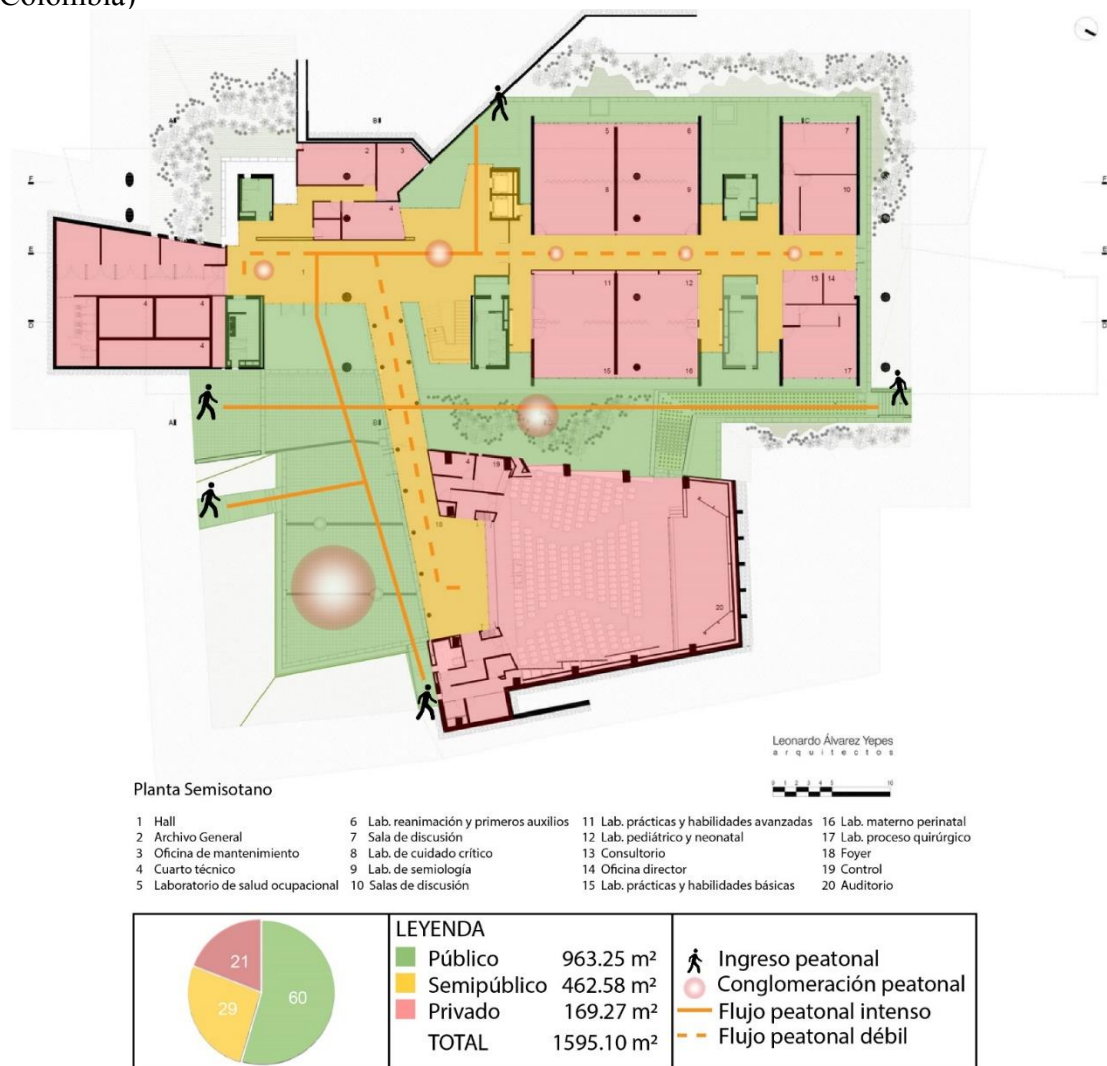 Colombia)
Leonardo Álvarez Yepes
arquitectos
Planta Semisotano
1 Hall
2 Archivo General
3 Oficina de mantenimiento
4 Cuarto técnico
5 Laboratorio de salud ocupacional
6 Lab. reanimación y primeros auxilios
7 Sala de discusión
8 Lab. de cuidado crítico
9 Lab. de semiología
10 Salas de discusión
11 Lab. prácticas y habilidades avanzadas
12 Lab. pediátrico y neonatal
13 Consultorio
14 Oficina director
15 Lab. prácticas y habilidades básicas
16 Lab. materno perinatal
17 Lab. proceso quirúrgico
18 Foyer
19 Control
20 Auditorio
21
29
60
LEYENDA
Público 963.25 m²
Semipúblico 462.58 m²
Privado 169.27 m²
TOTAL 1595.10 m²
Ingreso peatonal
Conglomeración peatonal
Flujo peatonal intenso
Flujo peatonal débil